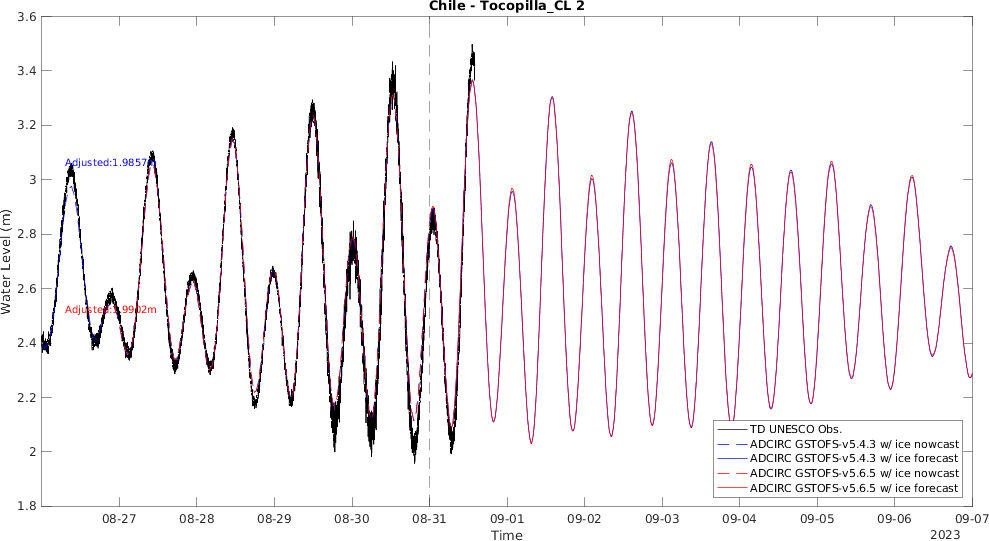 Chile - Tocopilla_CL 2
3.6
3.4
3.2
3
2.8
2.6
2.4
2.2
2
1.8
Water Level (m)
Adjusted:1.9857m
Adjusted:1.9902m
TD UNESCO Obs.
ADCIRC GSTOFS-v5.4.3 w/ ice nowcast
ADCIRC GSTOFS-v5.4.3 w/ ice forecast
ADCIRC GSTOFS-v5.6.5 w/ ice nowcast
ADCIRC GSTOFS-v5.6.5 w/ ice forecast
08-27 08-28 08-29 08-30 08-31 09-01 09-02 09-03 09-04 09-05 09-06 09-07
Time
2023